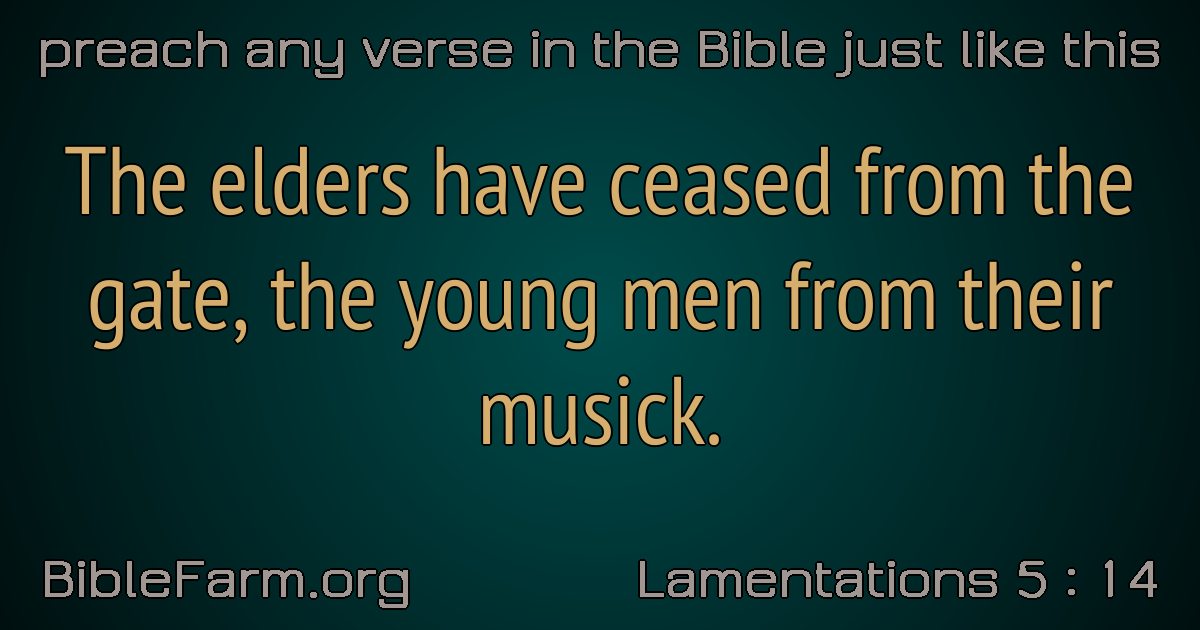 preach any verse in the Bible just like this
The elders have ceased from the
gate, the young men from their
musick.
BibleFarm.org
Lamentations 5 : 14